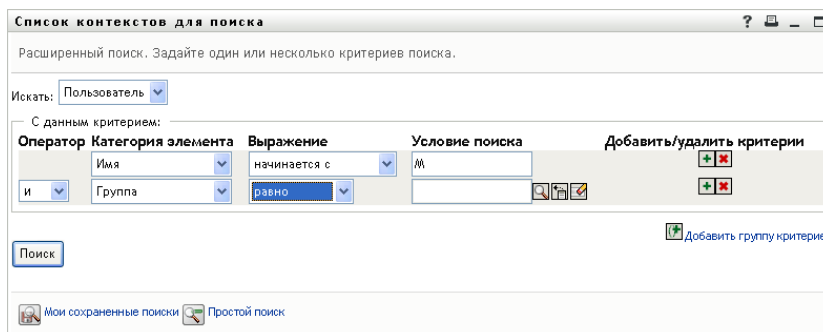 Список контекстов для поиска
Расширенный поиск. Задайте один или несколько критериев поиска.
Искать: Пользователь
С данным критерием:
Оператор Категория элемента Выражение Условие поиска Добавить/удалить критерии
Имя начинается с М
и Группа равно
Добавить группу критерие
Поиск
Мои сохраненные поиски Простой поиск